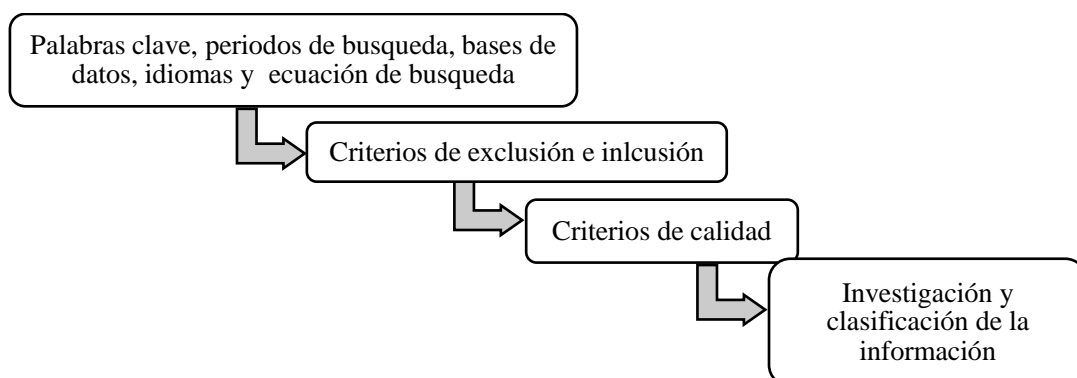 Palabras clave, periodos de busqueda, bases de
datos, idiomas y ecuación de busqueda
Criterios de exclusión e inlcusión
Criterios de calidad
Investigación y
clasificación de la
información